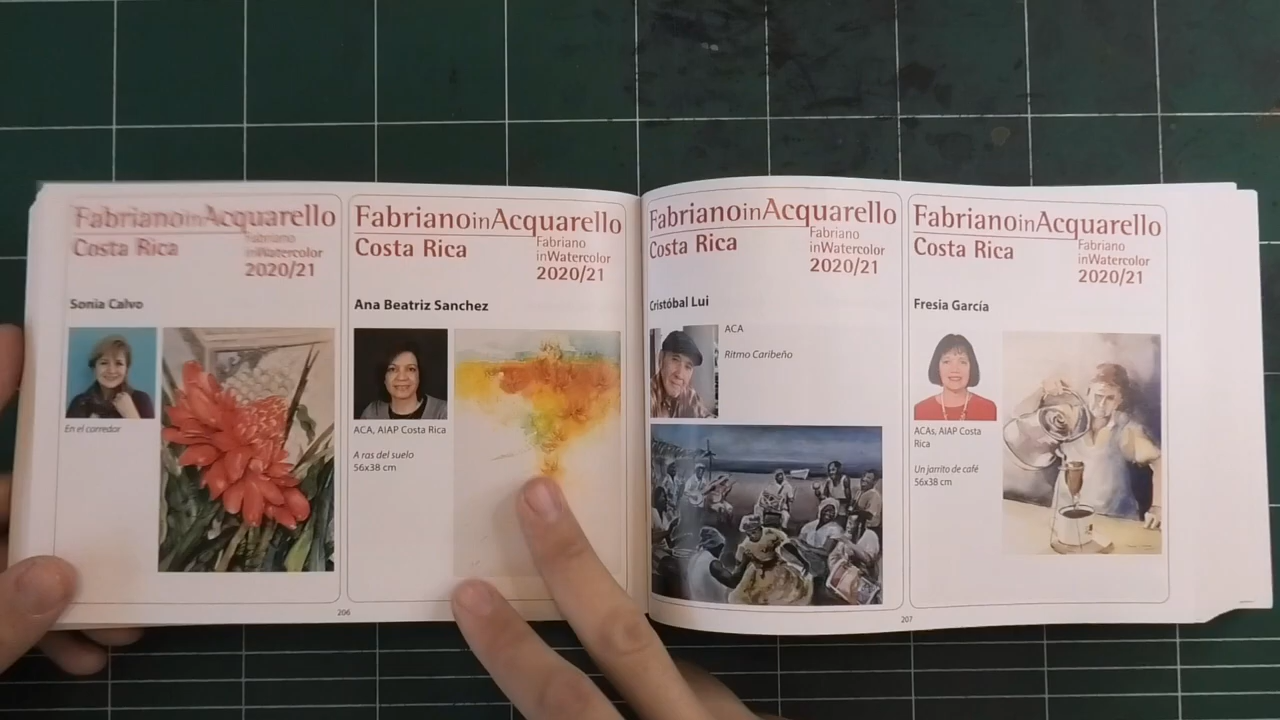 FabrianoinAcquarello
Costa Rica
Fabriano
inWatercolor
2020/21
Sonia Calvo
En el corredor
FabrianoinAcquarello
Costa Rica
Fabriano
inWatercolor
2020/21
Ana Beatriz Sanchez
ACA, AIAP Costa Rica
A ras del suelo
56x38 cm
206
FabrianoinAcquarello
Costa Rica
Fabriano
inWatercolor
2020/21
Cristóbal Lui
ACA
Ritmo Caribeño
FabrianoinAcquarello
Costa Rica
Fabriano
inWatercolor
2020/21
Fresia García
ACAs, AIAP Costa
Rica
Un jarrito de café
56x38 cm
207